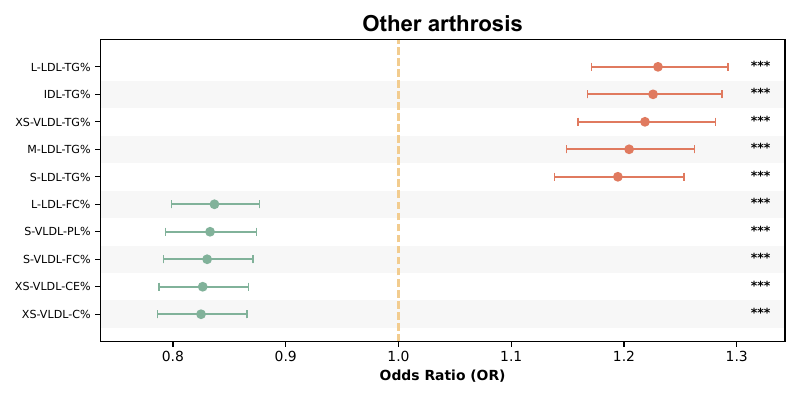 Other arthrosis
L-LDL-TG% ***
IDL-TG% ***
XS-VLDL-TG% ***
M-LDL-TG% ***
S-LDL-TG% ***
L-LDL-FC% ***
S-VLDL-PL% ***
S-VLDL-FC% ***
XS-VLDL-CE% ***
XS-VLDL-C% ***
0.8 0.9 1.0 1.1 1.2 1.3
Odds Ratio (OR)